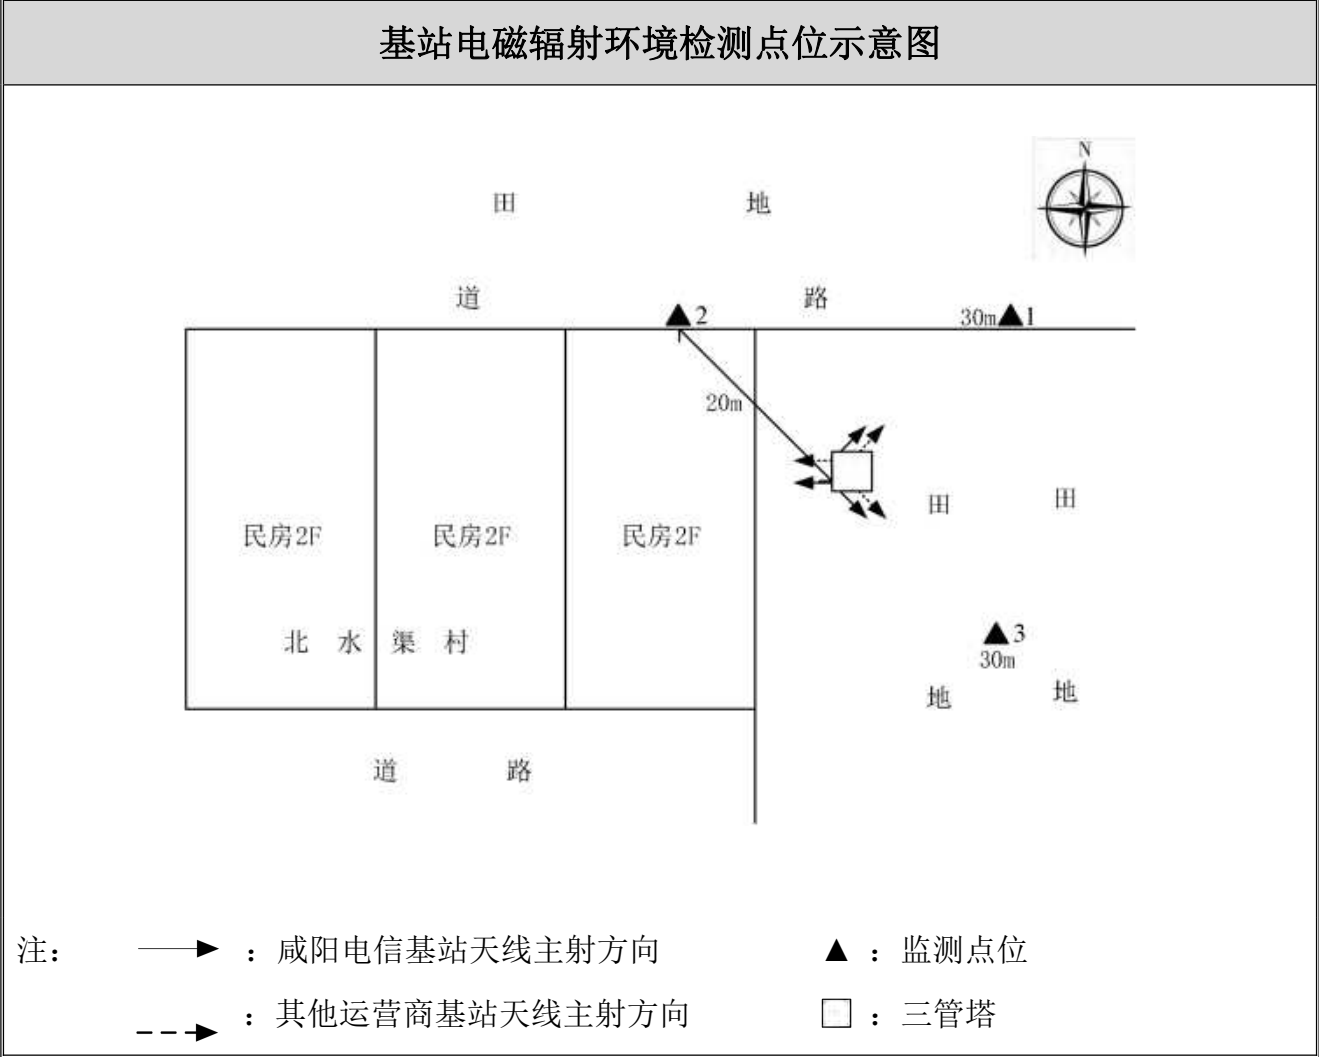 基站电磁辐射环境检测点位示意图
N
田 地
道 路
2
30m 1
20m
田 田
民房2F 民房2F 民房2F
北 水 渠 村
3
30m
地 地
道 路
注： ：咸阳电信基站天线主射方向 ：监测点位
：其他运营商基站天线主射方向 ：三管塔